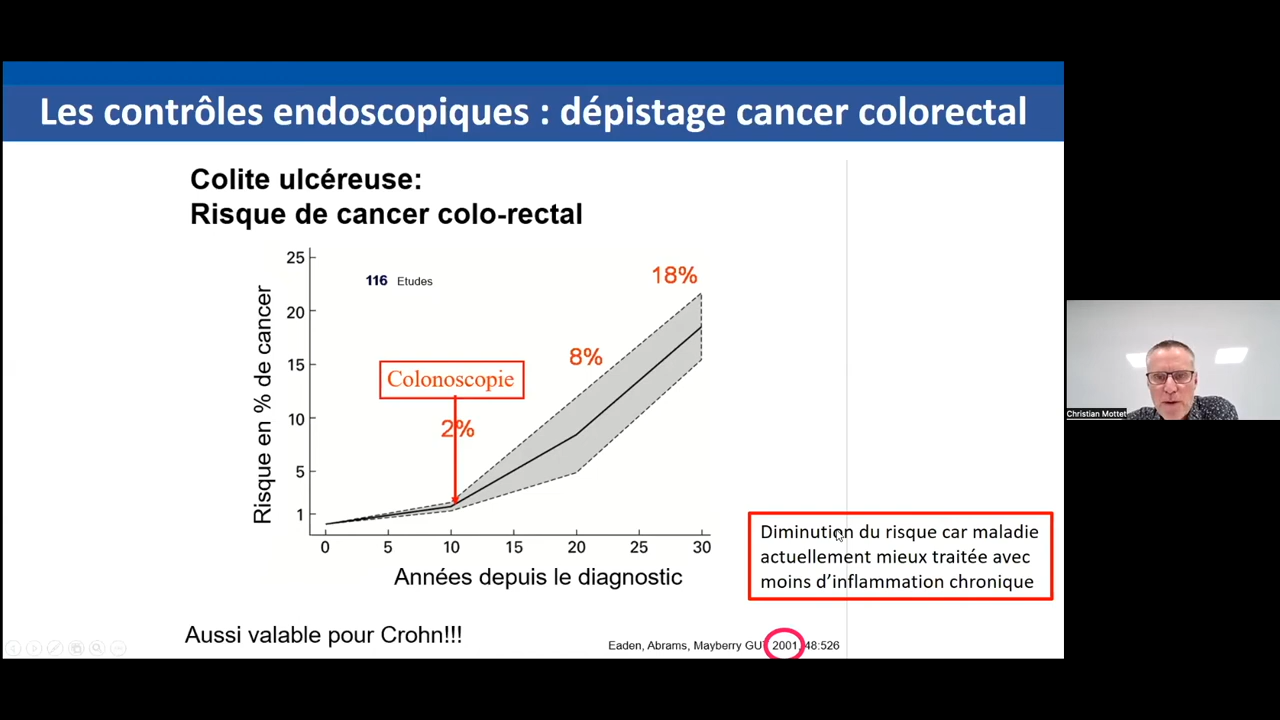 Les contrôles endoscopiques : dépistage cancer colorectal
Colite ulcéreuse:
Risque de cancer colo-rectal
Risque en % de cancer
25
20
15
10
5
1
116 Etudes
18%
8%
Colonoscopie
2%
0 5 10 15 20 25 30
Années depuis le diagnostic
Christian Mottet
Diminution du risque car maladie
actuellement mieux traitée avec
moins d’inflammation chronique
Aussi valable pour Crohn!!!
Eaden, Abrams, Mayberry 2001, 48:526